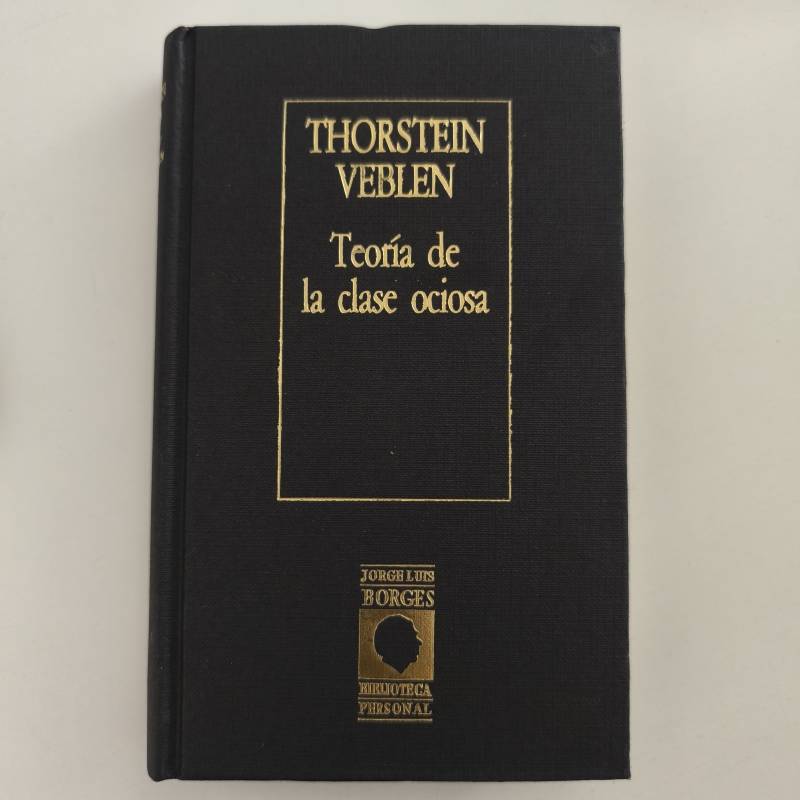 THORSTEIN
VEBLEN
Teoría de
la clase ociosa
JORGE LUIS
BORGES
BIBLIOTECA
PERSONAL